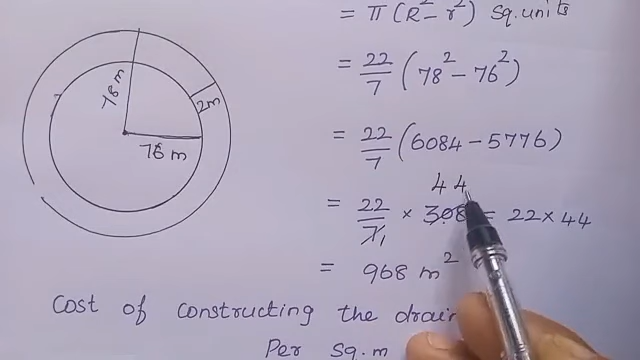 = π (R² − r²) Sq.units
= 22/7 (78² − 76²)
78 m
2m
76 m
= 22/7 (6084 − 5776)
44
= 22/7 1 × 308 = 22 × 44
= 968 m²
Cost of constructing the drain
Per Sq.m